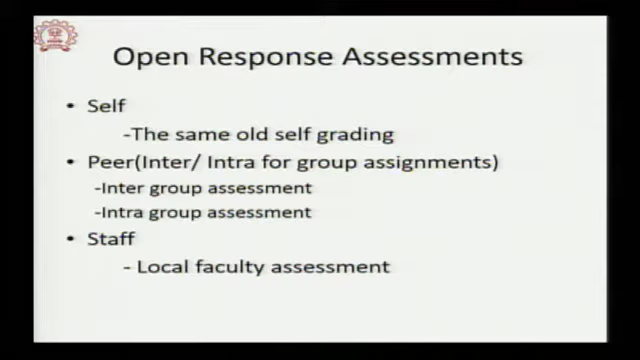 Open Response Assessments
• Self
-The same old self grading
• Peer(Inter/ Intra for group assignments)
-Inter group assessment
-Intra group assessment
• Staff
- Local faculty assessment